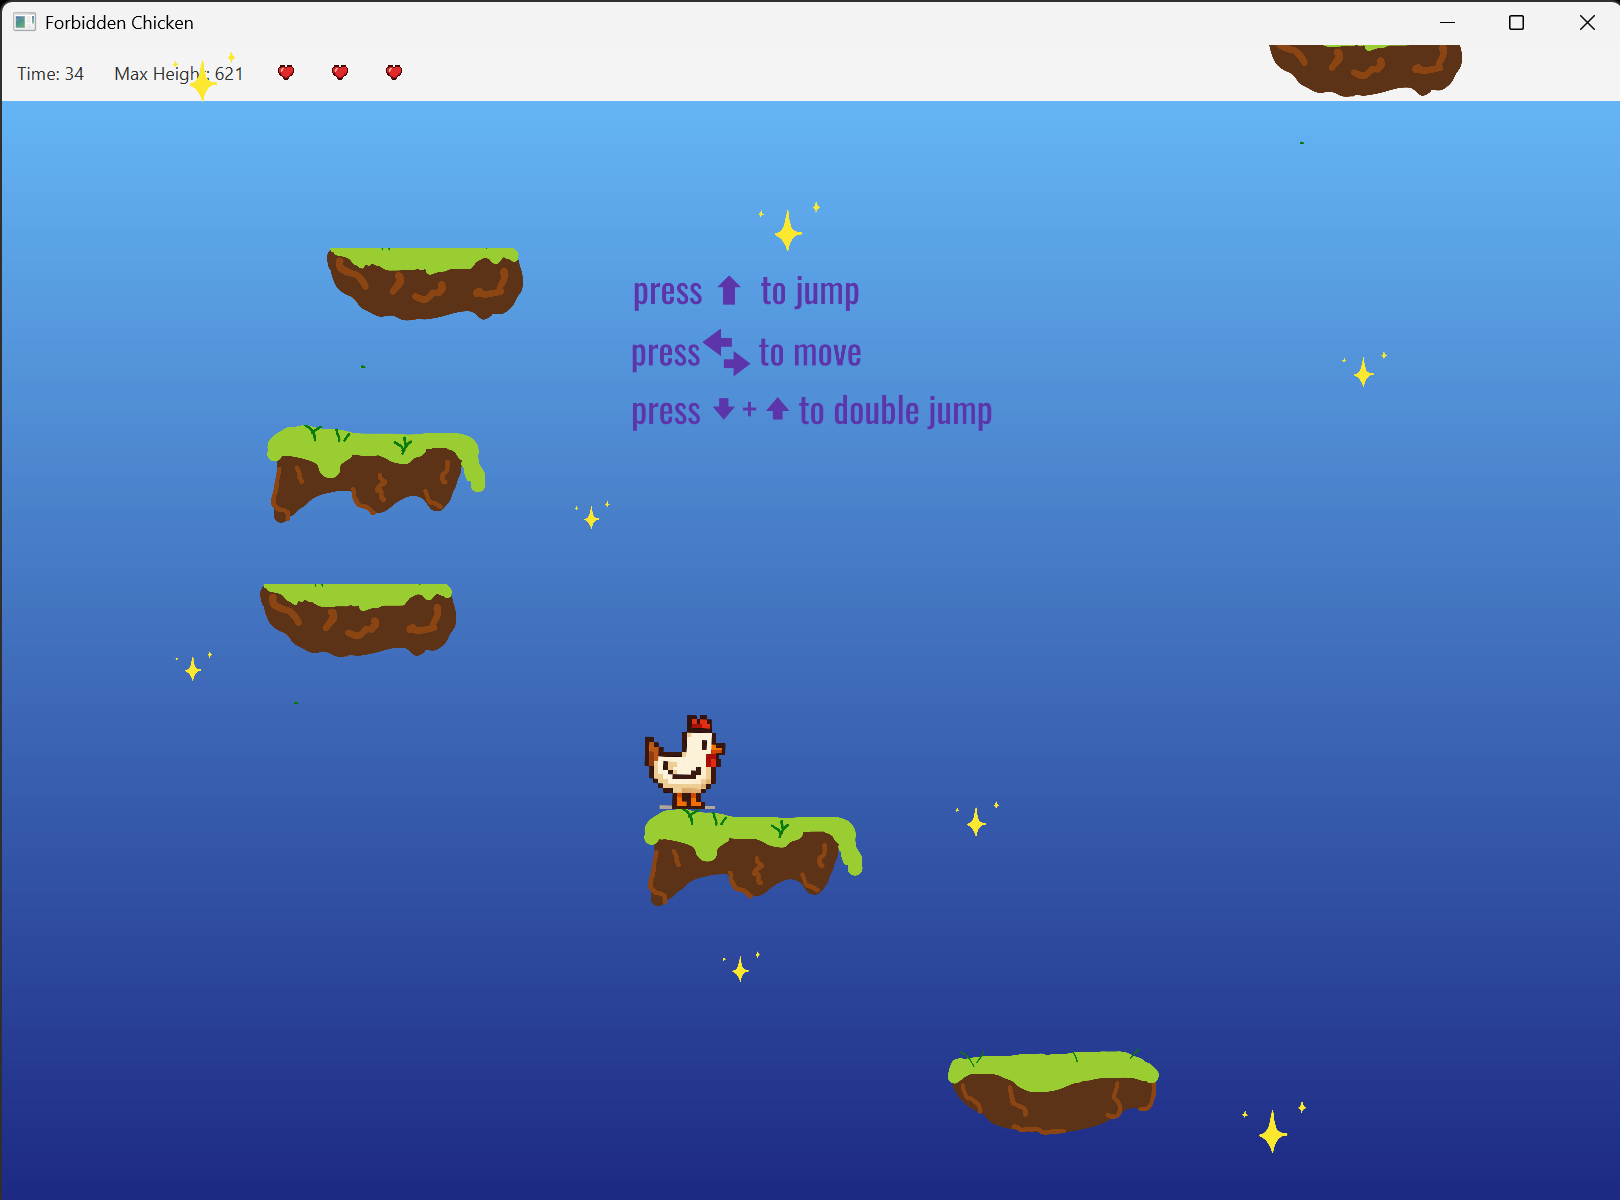 Forbidden Chicken
Time: 34 Max Height: 621
press ⬆ to jump
press to move
press ⬇ + ⬆ to double jump